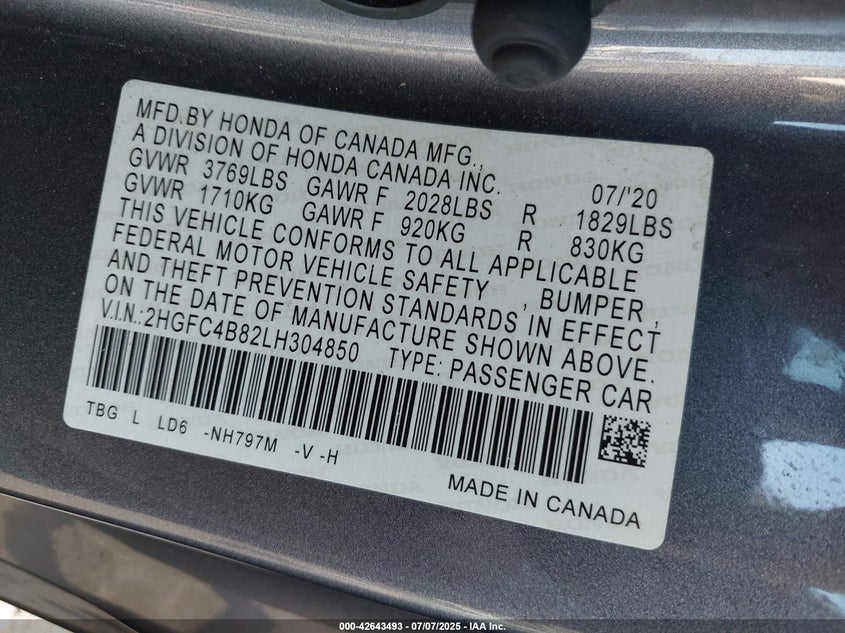 MFD.BY HONDA OF CANADA MFG.,
A DIVISION OF HONDA CANADA INC.
07/'20
GVWR 3769LBS GAWR F 2028LBS R 1829LBS
GVWR 1710KG GAWR F 920KG R 830KG
THIS VEHICLE CONFORMS TO ALL APPLICABLE
FEDERAL MOTOR VEHICLE SAFETY , BUMPER ,
AND THEFT PREVENTION STANDARDS IN EFFECT
ON THE DATE OF MANUFACTURE SHOWN ABOVE.
V.I.N.:2HGFC4B82LH304850 TYPE: PASSENGER CAR
TBG L LD6 -NH797M -V -H
MADE IN CANADA
000-42643493 - 07/07/2025 - IAA Inc.